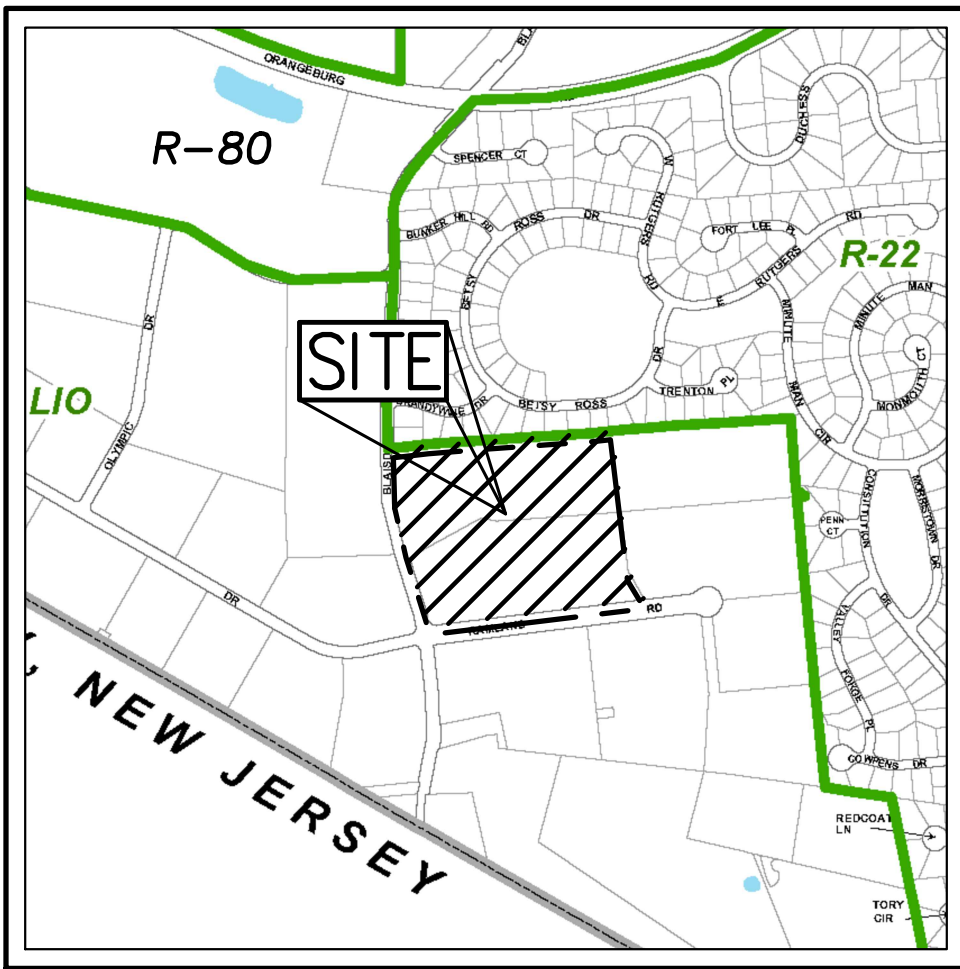 ORANGEBURG
BLA
R-80
SPENCER CT
DUCHESS
W RUTGERS RD
BUNKER HILL RD
ROSS DR
FORT LEE PL
RD
R-22
BETSY
E RUTGERS
MINUTE MAN CIR
MINUTE MAN
SITE
DR
TRENTON PL
MONMOUTH CT
LIO
BRANDYWINE DR
BETSY ROSS
OLYMPIC DR
BLAISD
PENN CT
CONSTITUTION DR
MORRISTOWN DR
DR
RAMLAND RD
VALLEY FORGE PL
, NEW JERSEY
COWPENS DR
REDCOAT
LN
TORY
CIR